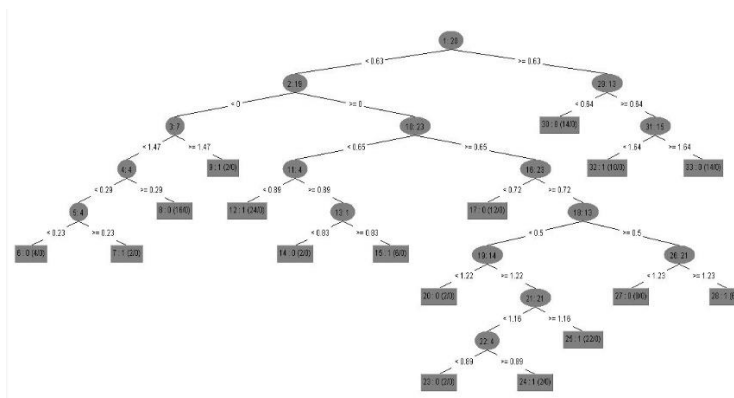 1: 20
< 0.63 >= 0.63
2: 16 29: 13
< 0 >= 0 < 0.64 >= 0.64
3: 7 10: 23 30 : 0 (14/0) 31: 15
< 1.47 >= 1.47 < 0.65 >= 0.65 < 1.64 >= 1.64
4: 4 9 : 1 (2/0) 11: 4 16: 23 32 : 1 (10/0) 33 : 0 (14/0)
< 0.29 >= 0.29 < 0.89 >= 0.89 < 0.72 >= 0.72
5: 4 8 : 0 (16/0) 12 : 1 (24/0) 13: 1 17 : 0 (12/0) 18: 13
< 0.23 >= 0.23 < 0.83 >= 0.83 < 0.5 >= 0.5
6 : 0 (4/0) 7 : 1 (2/0) 14 : 0 (2/0) 15 : 1 (6/0) 19: 14 26: 21
< 1.22 >= 1.22 < 1.23 >= 1.23
20 : 0 (2/0) 21: 21 27 : 0 (8/0) 28 : 1
< 1.16 >= 1.16
22: 4 25 : 1 (22/0)
< 0.89 >= 0.89
23 : 0 (2/0) 24 : 1 (2/0)